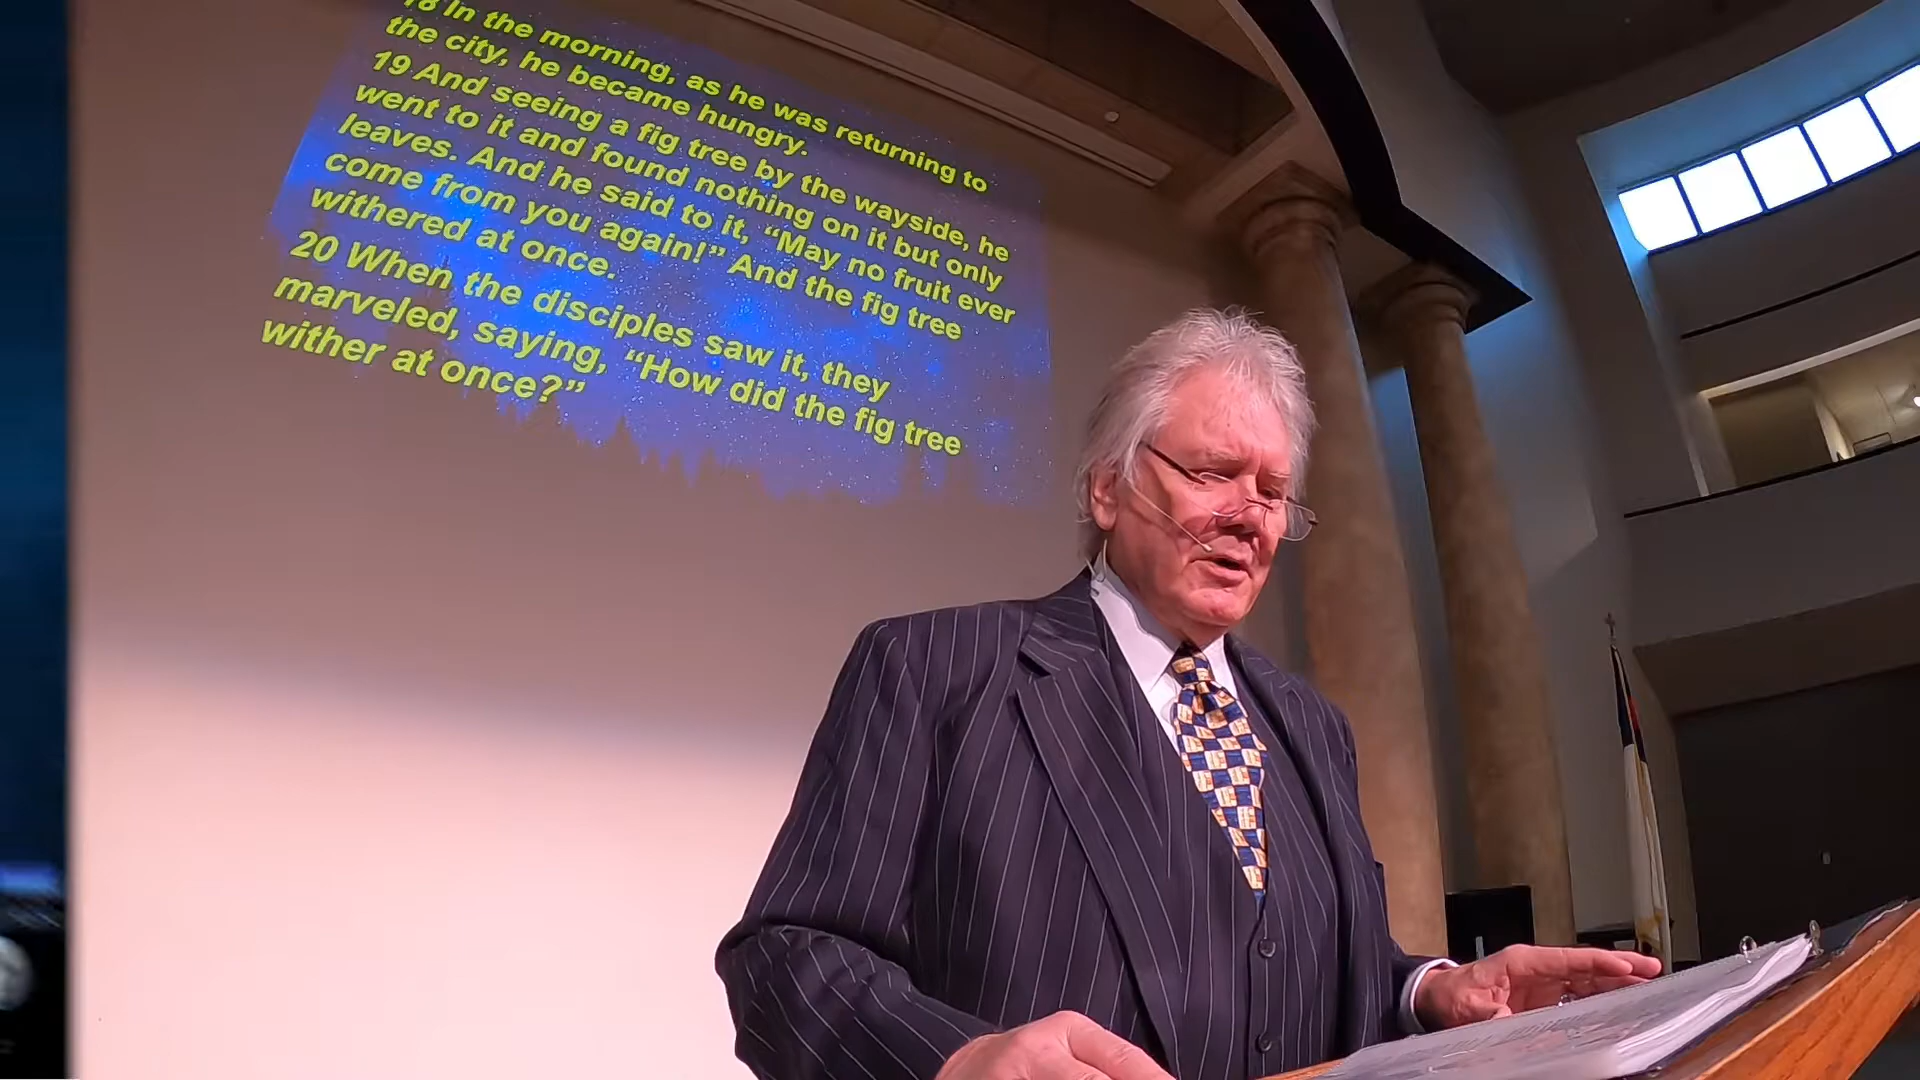 18 In the morning, as he was returning to
the city, he became hungry.
19 And seeing a fig tree by the wayside, he
went to it and found nothing on it but only
leaves. And he said to it, “May no fruit ever
come from you again!” And the fig tree
withered at once.
20 When the disciples saw it, they
marveled, saying, “How did the fig tree
wither at once?”